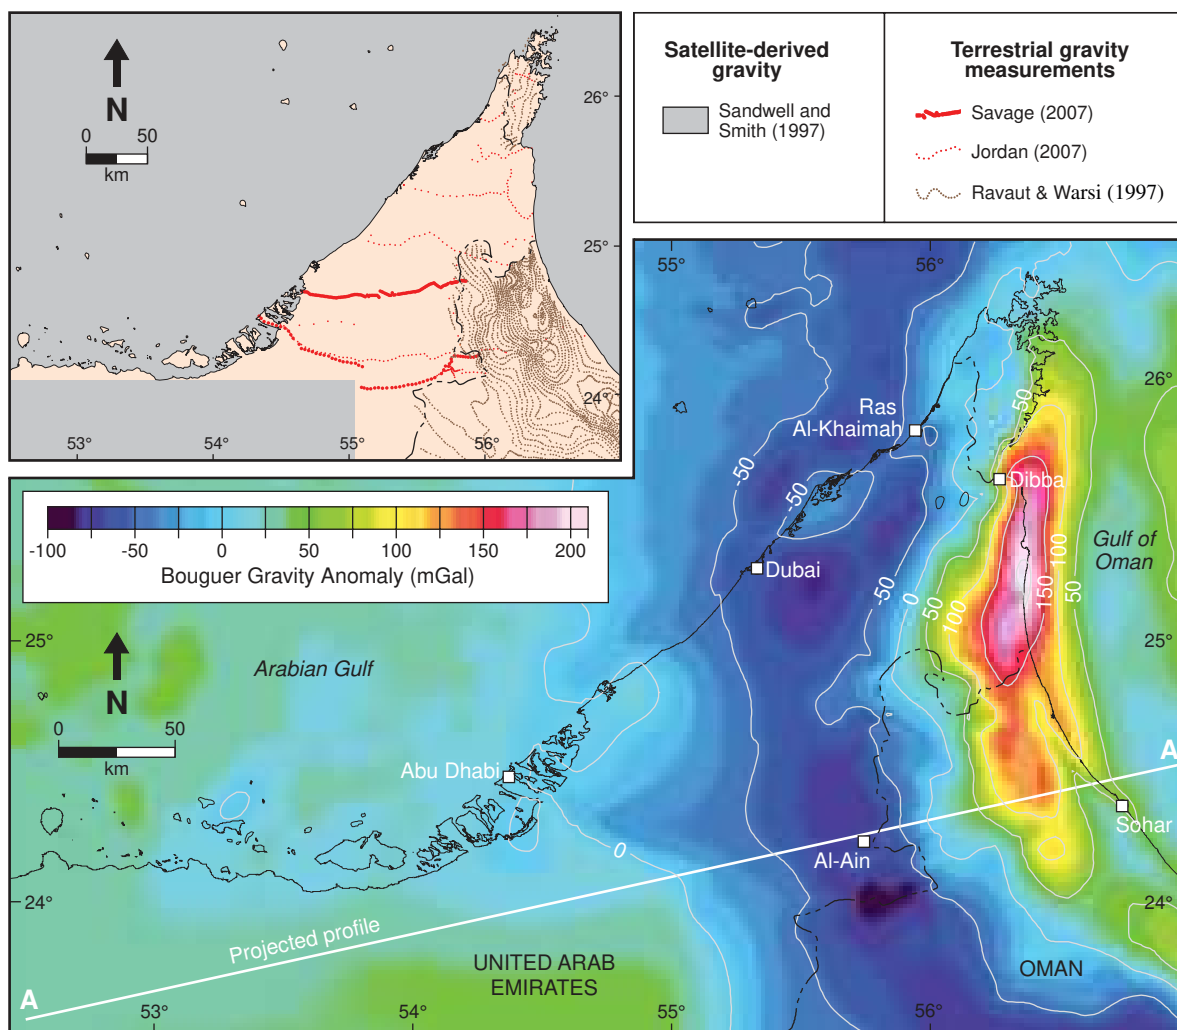 N
0 50
km
26°
25°
24°
53° 54° 55° 56°
Satellite-derived
gravity
Sandwell and
Smith (1997)
Terrestrial gravity
measurements
Savage (2007)
Jordan (2007)
Ravaut & Warsi (1997)
55° 56°
26°
Ras
Al-Khaimah
50
-50
-50
Dibba
-100 -50 0 50 100 150 200
Bouguer Gravity Anomaly (mGal)
Dubai
Gulf of
Oman
-50
0
50
100
150
100
50
25°
25°
Arabian Gulf
N
0 50
km
Abu Dhabi
A
Sohar
Al-Ain
0
24°
24°
Projected profile
UNITED ARAB
EMIRATES
OMAN
A
53° 54° 55° 56°